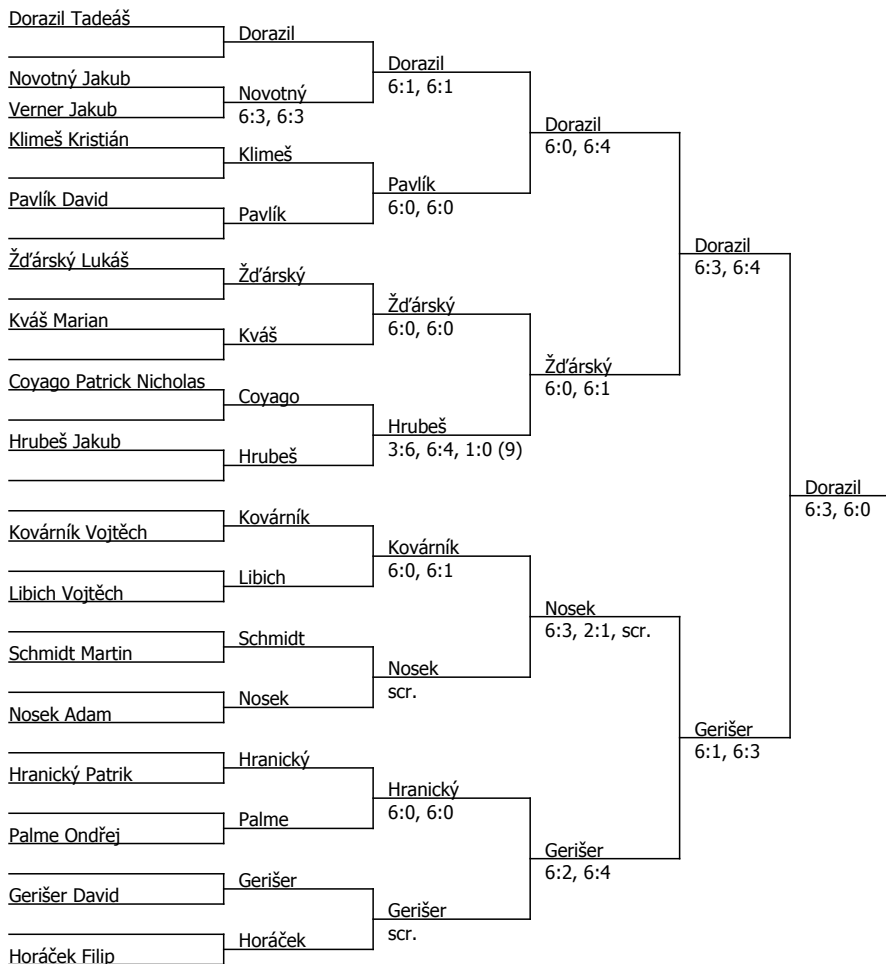 Dorazil Tadeáš
Dorazil
Dorazil
6:1, 6:1
Novotný Jakub
Novotný
6:3, 6:3
Verner Jakub
Dorazil
6:0, 6:4
Klimeš Kristián
Klimeš
Pavlík
6:0, 6:0
Pavlík David
Pavlík
Dorazil
6:3, 6:4
Žďárský Lukáš
Žďárský
Žďárský
6:0, 6:0
Kváš Marian
Kváš
Žďárský
6:0, 6:1
Coyago Patrick Nicholas
Coyago
Hrubeš
3:6, 6:4, 1:0 (9)
Hrubeš Jakub
Hrubeš
Dorazil
6:3, 6:0
Kovárník
Kovárník Vojtěch
Kovárník
6:0, 6:1
Libich
Libich Vojtěch
Nosek
6:3, 2:1, scr.
Schmidt
Schmidt Martin
Nosek
scr.
Nosek
Nosek Adam
Gerišer
6:1, 6:3
Hranický
Hranický Patrik
Hranický
6:0, 6:0
Palme
Palme Ondřej
Gerišer
6:2, 6:4
Gerišer
Gerišer David
Gerišer
scr.
Horáček
Horáček Filip